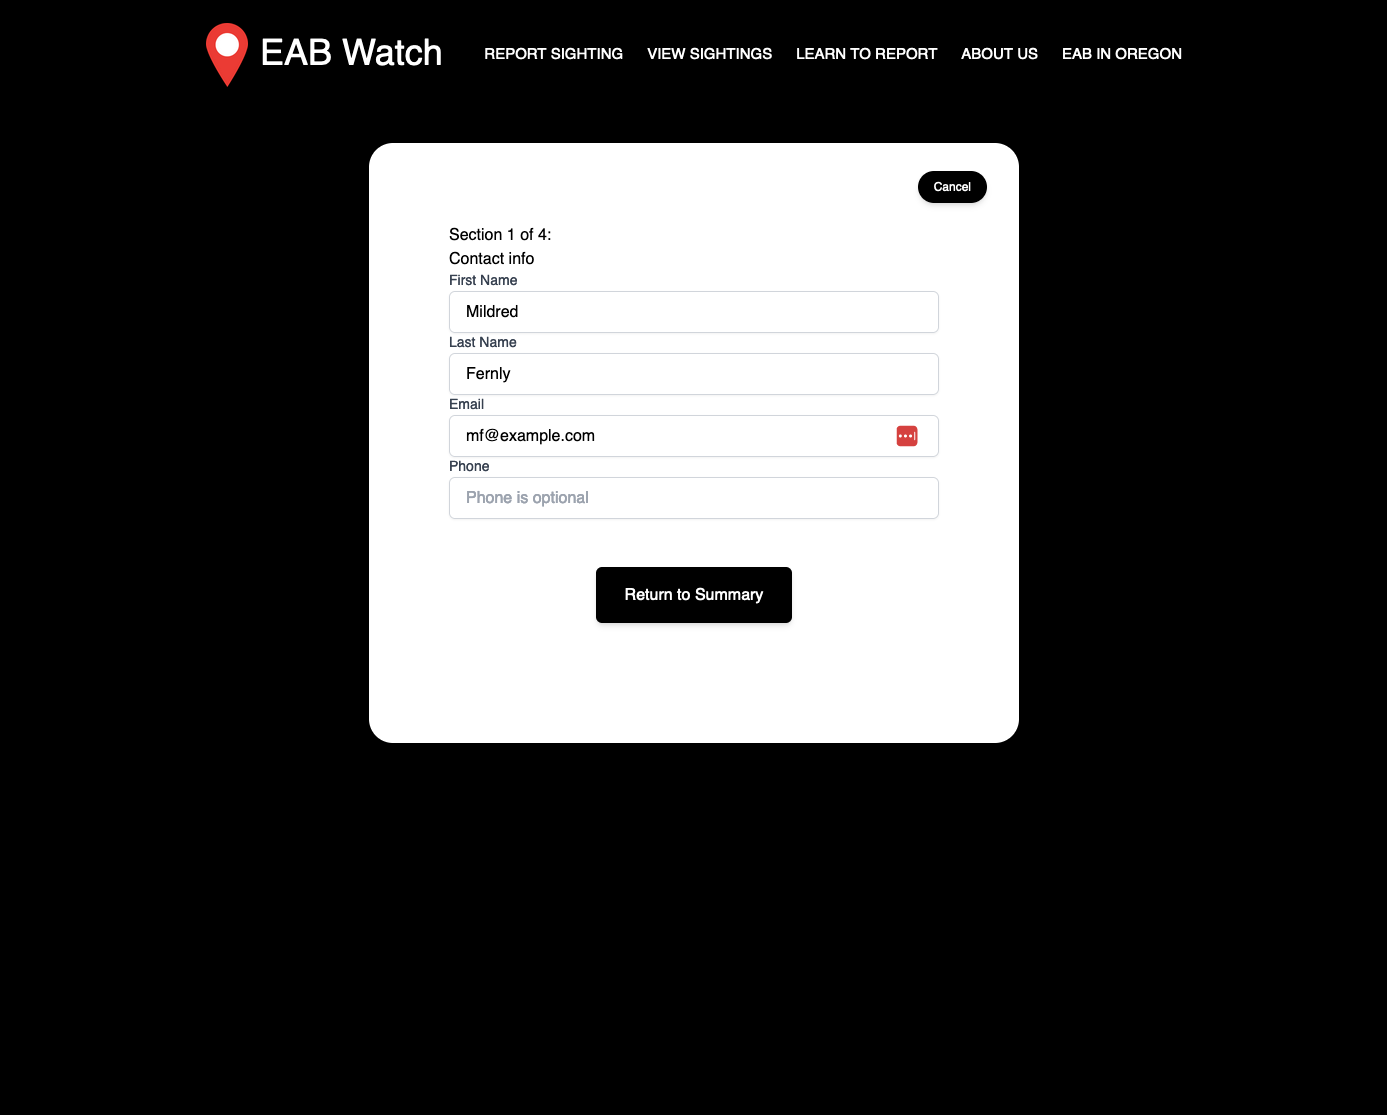 EAB Watch
REPORT SIGHTING
VIEW SIGHTINGS
LEARN TO REPORT
ABOUT US
EAB IN OREGON
Cancel
Section 1 of 4:
Contact info
First Name
Mildred
Last Name
Fernly
Email
mf@example.com
Phone
Phone is optional
Return to Summary